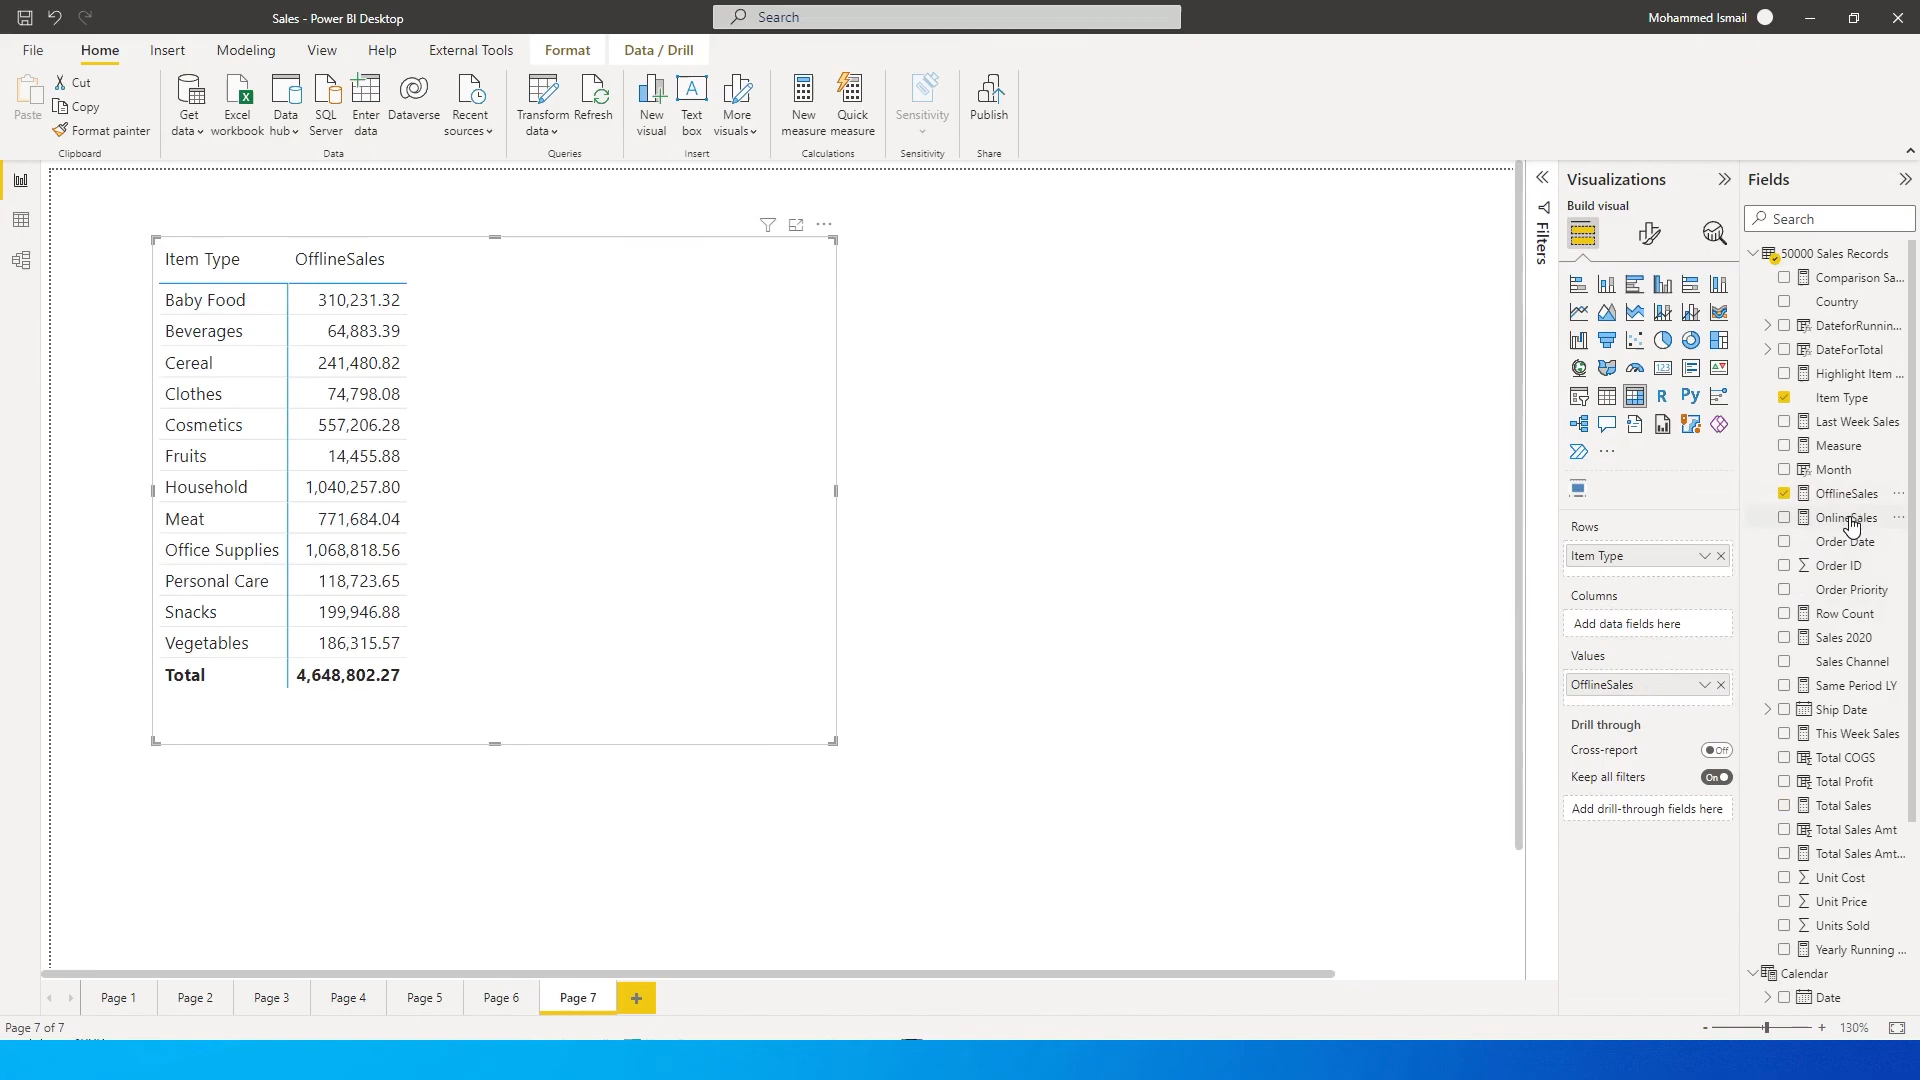 Sales - Power BI Desktop
Search
Mohammed Ismail
File
Home
Insert
Modeling
View
Help
External Tools
Format
Data / Drill
Paste
Cut
Copy
Format painter
Get data
Excel workbook
Data hub
SQL Server
Enter data
Dataverse
Recent sources
Transform data
Refresh
New visual
A
Text box
More visuals
New measure
Quick measure
Sensitivity
Publish
Clipboard
Data
Queries
Insert
Calculations
Sensitivity
Share
Item Type OfflineSales
Baby Food 310,231.32
Beverages 64,883.39
Cereal 241,480.82
Clothes 74,798.08
Cosmetics 557,206.28
Fruits 14,455.88
Household 1,040,257.80
Meat 771,684.04
Office Supplies 1,068,818.56
Personal Care 118,723.65
Snacks 199,946.88
Vegetables 186,315.57
Total 4,648,802.27
Filters
Visualizations
Build visual
123
R
Py
Rows
Item Type
Columns
Add data fields here
Values
OfflineSales
Drill through
Cross-report
Off
Keep all filters
On
Add drill-through fields here
Fields
Search
50000 Sales Records
Comparison Sa...
Country
DateforRunnin...
DateForTotal
Highlight Item ...
Item Type
Last Week Sales
Measure
Month
OfflineSales
OnlineSales
Order Date
Order ID
Order Priority
Row Count
Sales 2020
Sales Channel
Same Period LY
Ship Date
This Week Sales
Total COGS
Total Profit
Total Sales
Total Sales Amt
Total Sales Amt...
Unit Cost
Unit Price
Units Sold
Yearly Running ...
Calendar
Date
Page 1
Page 2
Page 3
Page 4
Page 5
Page 6
Page 7
Page 7 of 7
130%